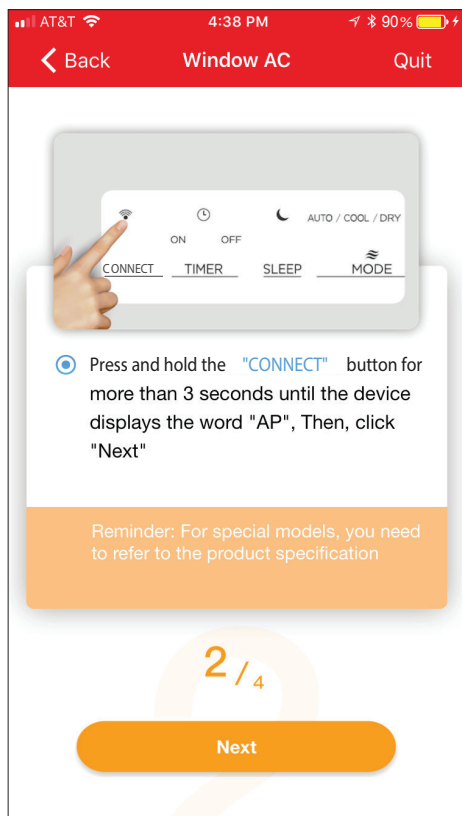 AT&T 4:38 PM 90%
Back Window AC Quit
AUTO / COOL / DRY
ON OFF
CONNECT TIMER SLEEP MODE
Press and hold the "CONNECT" button for
more than 3 seconds until the device
displays the word "AP", Then, click
"Next"
Reminder: For special models, you need
to refer to the product specification
2 / 4
Next